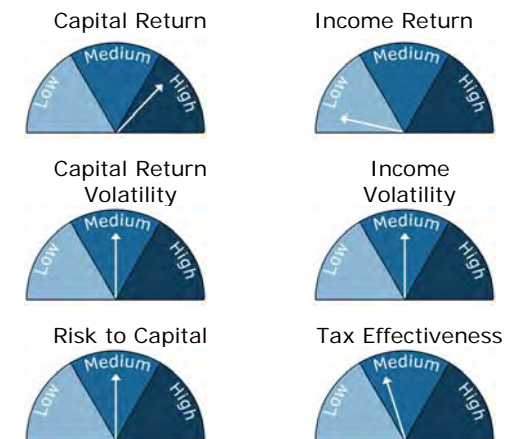 Capital Return
Income Return
Low Medium High
Low Medium High
Capital Return
Volatility
Income
Volatility
Low Medium High
Low Medium High
Risk to Capital
Tax Effectiveness
Low Medium High
Low Medium High